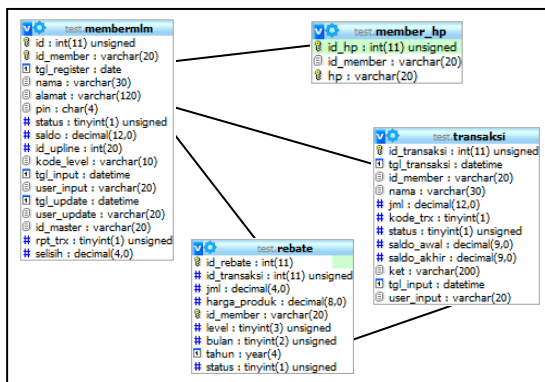 test.membermlm
id : int(11) unsigned
id_member : varchar(20)
tgl_register : date
nama : varchar(30)
alamat : varchar(120)
pin : char(4)
status : tinyint(1) unsigned
saldo : decimal(12,0)
id_upline : int(20)
kode_level : varchar(10)
tgl_input : datetime
user_input : varchar(20)
tgl_update : datetime
user_update : varchar(20)
id_master : varchar(20)
rpt_trx : tinyint(1) unsigned
selisih : decimal(4,0)
test.member_hp
id_hp : int(11) unsigned
id_member : varchar(20)
hp : varchar(20)
test.transaksi
id_transaksi : int(11) unsigned
tgl_transaksi : datetime
id_member : varchar(20)
nama : varchar(30)
jml : decimal(12,0)
kode_trx : tinyint(1)
status : tinyint(1) unsigned
saldo_awal : decimal(9,0)
saldo_akhir : decimal(9,0)
ket : varchar(200)
tgl_input : datetime
user_input : varchar(20)
test.rebate
id_rebate : int(11)
id_transaksi : int(11) unsigned
jml : decimal(4,0)
harga_produk : decimal(8,0)
id_member : varchar(20)
level : tinyint(3) unsigned
bulan : tinyint(2) unsigned
tahun : year(4)
status : tinyint(1) unsigned